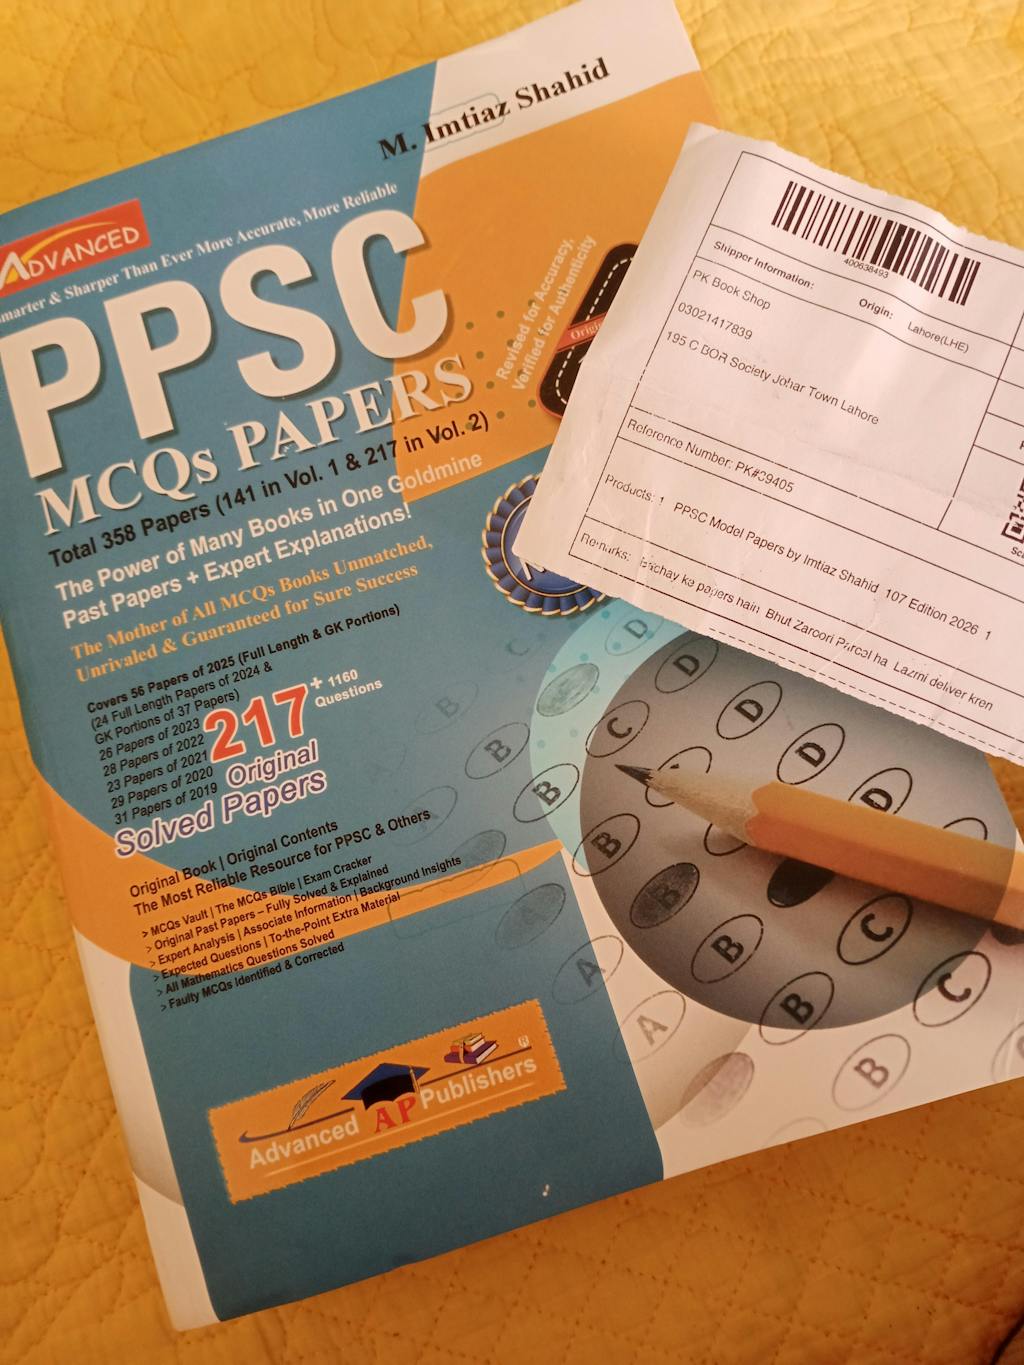 M. Imtiaz Shahid
ADVANCED
Smarter & Sharper Than Ever More Accurate, More Reliable
PPSC
MCQs PAPERS
Revised for Accuracy,
Verified for Authenticity
Total 358 Papers (141 in Vol. 1 & 217 in Vol. 2)
The Power of Many Books in One Goldmine
Past Papers + Expert Explanations!
The Mother of All MCQs Books Unmatched,
Unrivaled & Guaranteed for Sure Success
Covers 56 Papers of 2025 (Full Length & GK Portions)
(24 Full Length Papers of 2024 &
GK Portions of 37 Papers)
26 Papers of 2023
28 Papers of 2022
23 Papers of 2021
29 Papers of 2020
31 Papers of 2019
217
+ 1160
Questions
Original
Solved Papers
Original Book | Original Contents
The Most Reliable Resource for PPSC & Others
> MCQs Vault | The MCQs Bible | Exam Cracker
> Original Past Papers – Fully Solved & Explained
> Expert Analysis | Associate Information | Background Insights
> Expected Questions | To-the-Point Extra Material
> All Mathematics Questions Solved
> Faulty MCQs Identified & Corrected
Advanced AP Publishers
400638493
Shipper Information: Origin: Lahore(LHE)
PK Book Shop
03021417839
195 C BOR Society Johar Town Lahore
Reference Number: PK#39405
Products: 1 PPSC Model Papers by Imtiaz Shahid 107 Edition 2026 1
Remarks: Bachay ke papers hain Bhut Zaroori Parcel ha Lazmi deliver kren